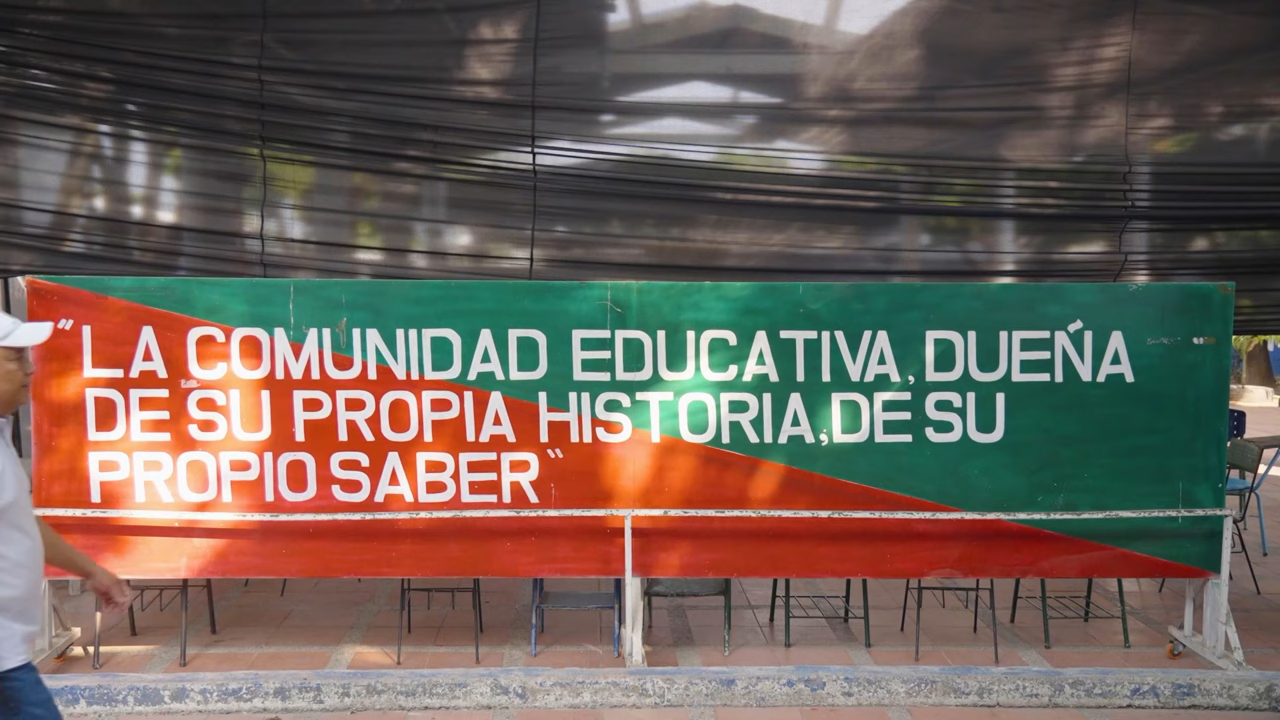 "LA COMUNIDAD EDUCATIVA, DUEÑA
DE SU PROPIA HISTORIA, DE SU
PROPIO SABER"